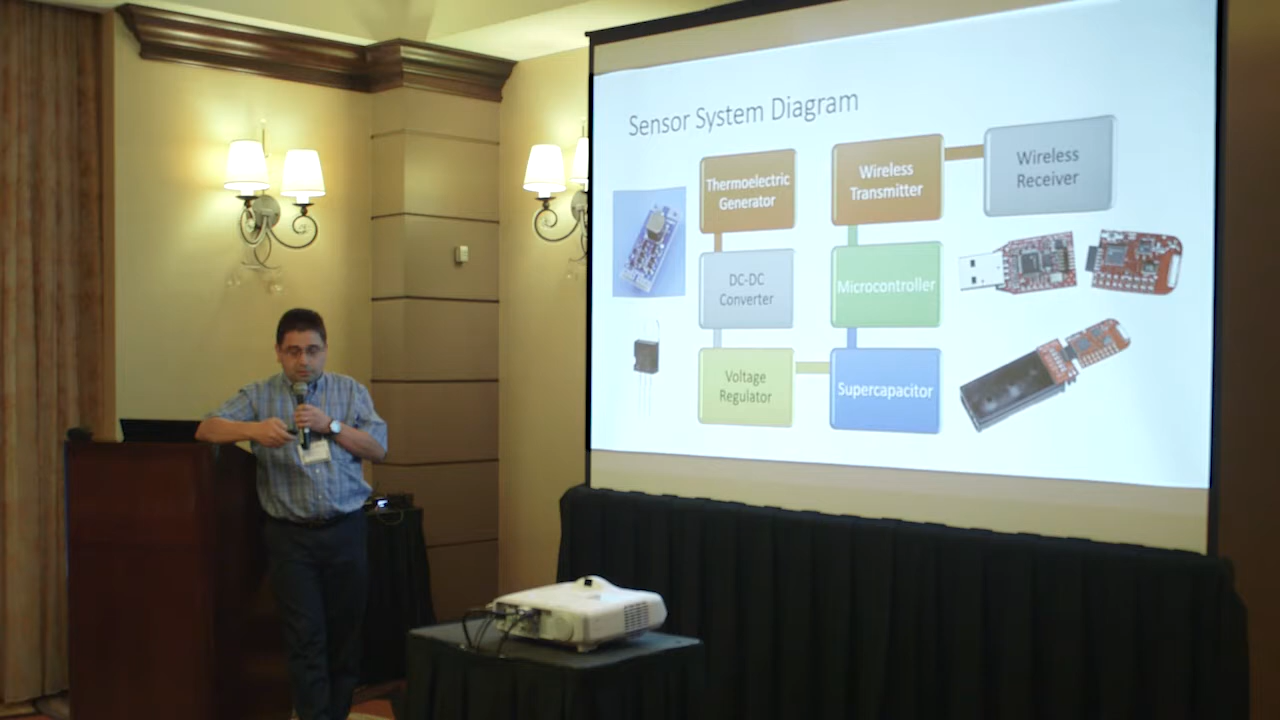 Sensor System Diagram
Thermoelectric
Generator
DC-DC
Converter
Voltage
Regulator
Supercapacitor
Microcontroller
Wireless
Transmitter
Wireless
Receiver